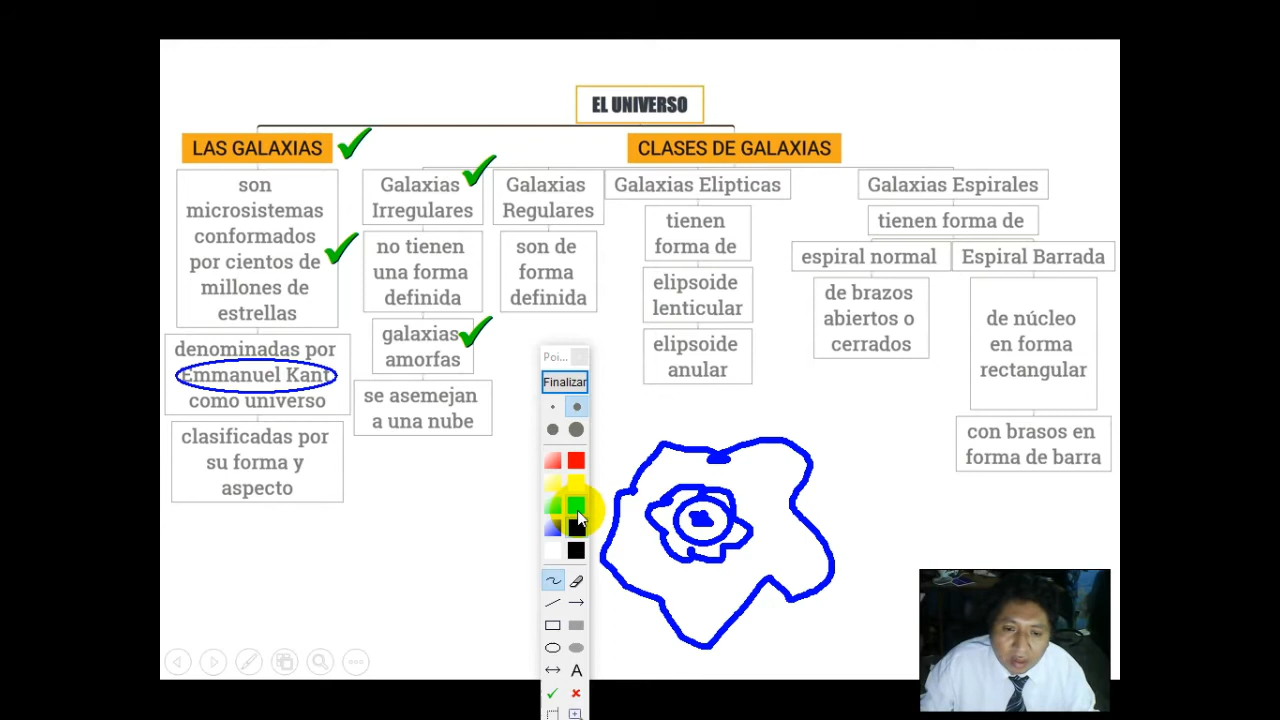 EL UNIVERSO
LAS GALAXIAS
CLASES DE GALAXIAS
son
microsistemas
conformados
por cientos de
millones de
estrellas
denominadas por
Emmanuel Kant
como universo
clasificadas por
su forma y
aspecto
Galaxias
Irregulares
no tienen
una forma
definida
galaxias
amorfas
se asemejan
a una nube
Galaxias
Regulares
son de
forma
definida
Galaxias Elipticas
tienen
forma de
elipsoide
lenticular
elipsoide
anular
Galaxias Espirales
tienen forma de
espiral normal
de brazos
abiertos o
cerrados
Espiral Barrada
de núcleo
en forma
rectangular
con brasos en
forma de barra
Poi...
Finalizar
A